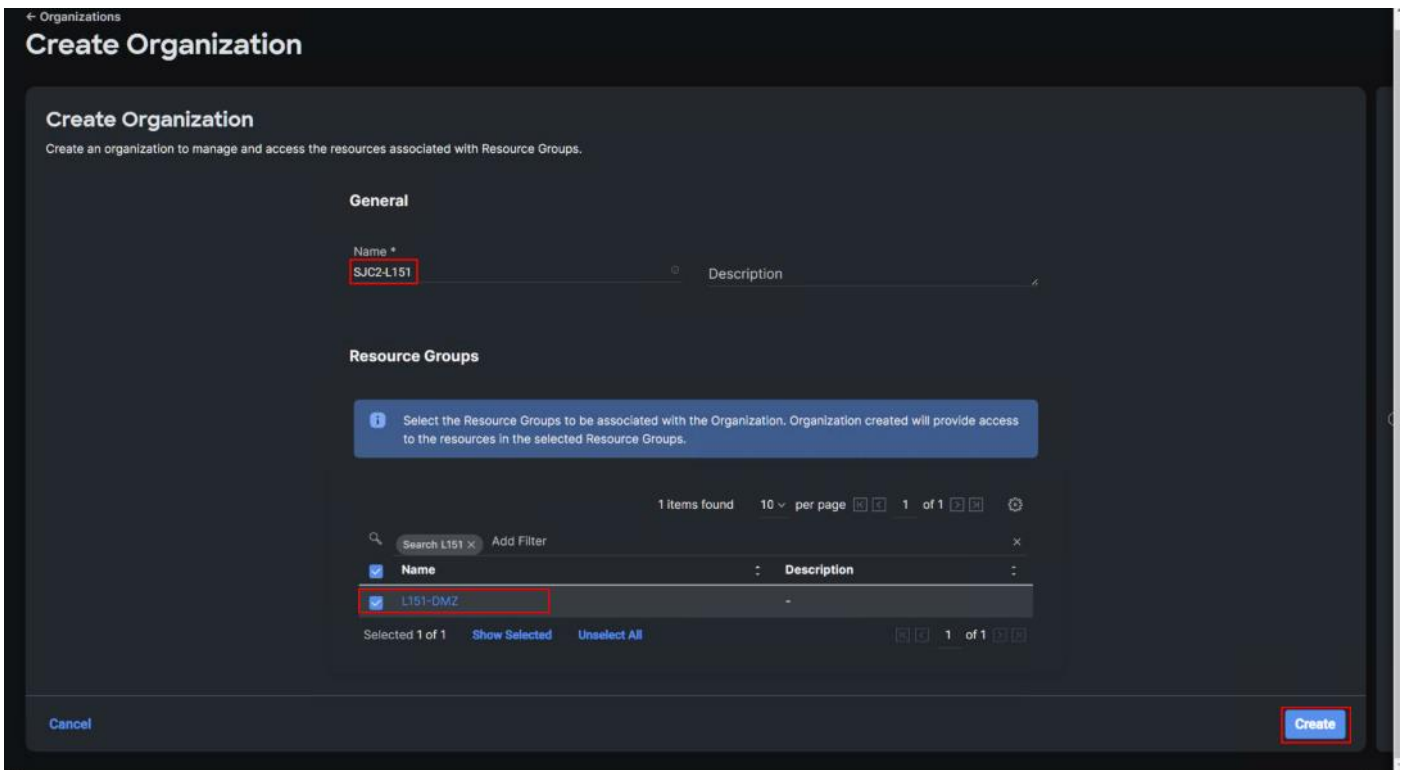 ← Organizations
Create Organization
Create Organization
Create an organization to manage and access the resources associated with Resource Groups.
General
Name *
SJC2-L151
Description
Resource Groups
Select the Resource Groups to be associated with the Organization. Organization created will provide access
to the resources in the selected Resource Groups.
1 items found 10 per page 1 of 1
Search L151 × Add Filter ×
Name Description
L151-DMZ -
Selected 1 of 1 Show Selected Unselect All 1 of 1
Cancel Create